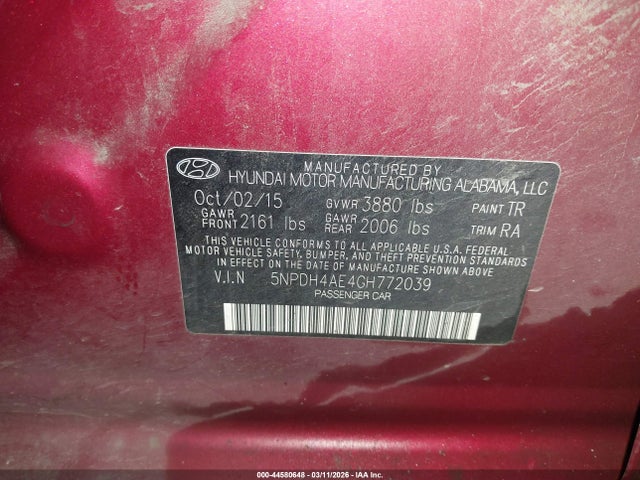 MANUFACTURED BY
HYUNDAI MOTOR MANUFACTURING ALABAMA, LLC
Oct/02/15 GVWR 3880 lbs PAINT TR
GAWR FRONT 2161 lbs GAWR REAR 2006 lbs TRIM RA
THIS VEHICLE CONFORMS TO ALL APPLICABLE U.S.A. FEDERAL
MOTOR VEHICLE SAFETY, BUMPER, AND THEFT PREVENTION STANDARDS
IN EFFECT ON THE DATE OF MANUFACTURE SHOWN ABOVE.
V.I.N 5NPDH4AE4GH772039
PASSENGER CAR
000-44580648 - 03/11/2026 - IAA Inc.